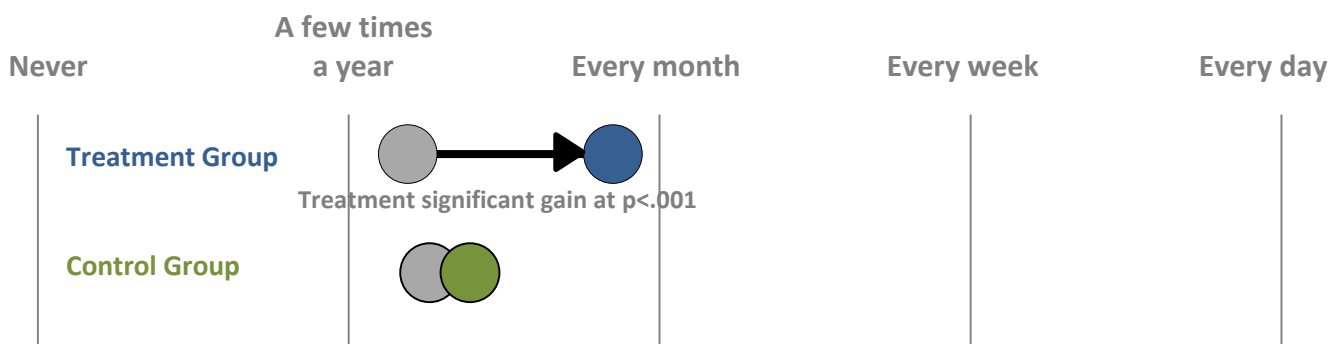 A few times
Never a year Every month Every week Every day
Treatment Group
Treatment significant gain at p<.001
Control Group